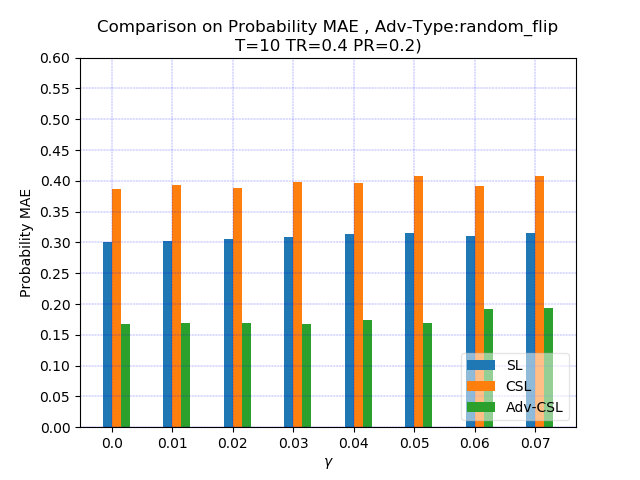 Comparison on Probability MAE , Adv-Type:random_flip
T=10 TR=0.4 PR=0.2)
0.60
0.55
0.50
0.45
0.40
0.35
0.30
0.25
0.20
0.15
0.10
0.05
0.00
Probability MAE
SL
CSL
Adv-CSL
0.0 0.01 0.02 0.03 0.04 0.05 0.06 0.07
γ